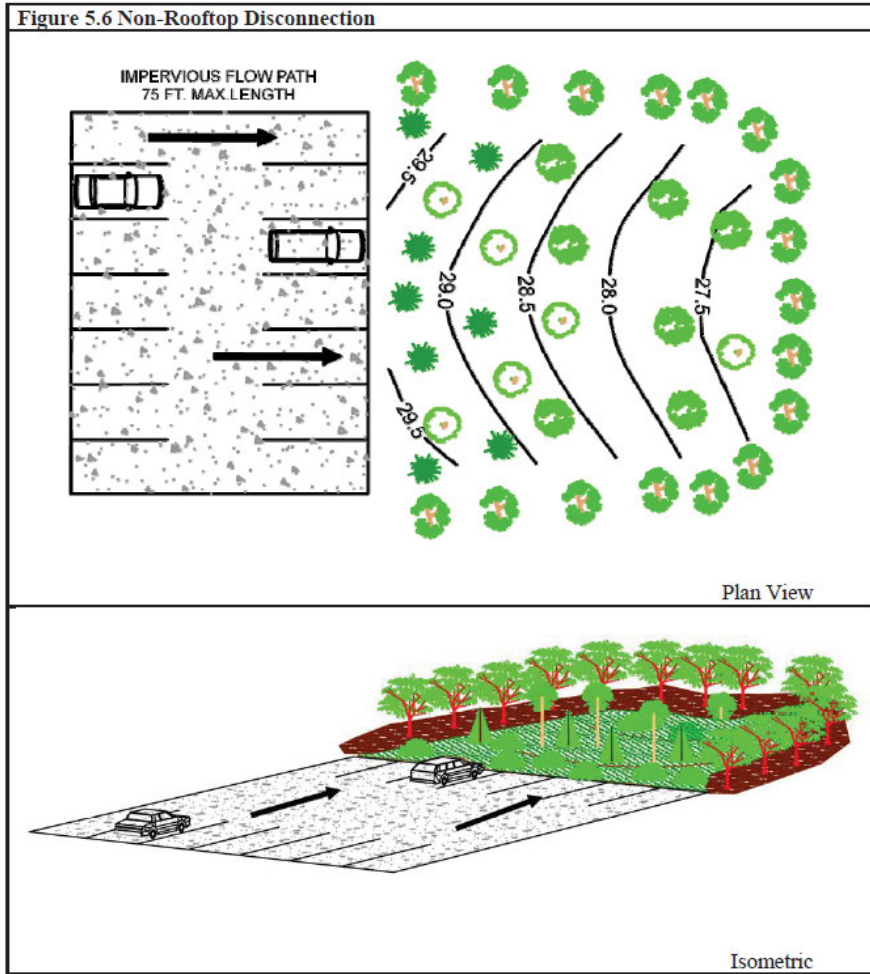 Figure 5.6 Non-Rooftop Disconnection
IMPERVIOUS FLOW PATH
75 FT. MAX.LENGTH
29.5
29.0
28.5
28.0
27.5
29.5
Plan View
Isometric